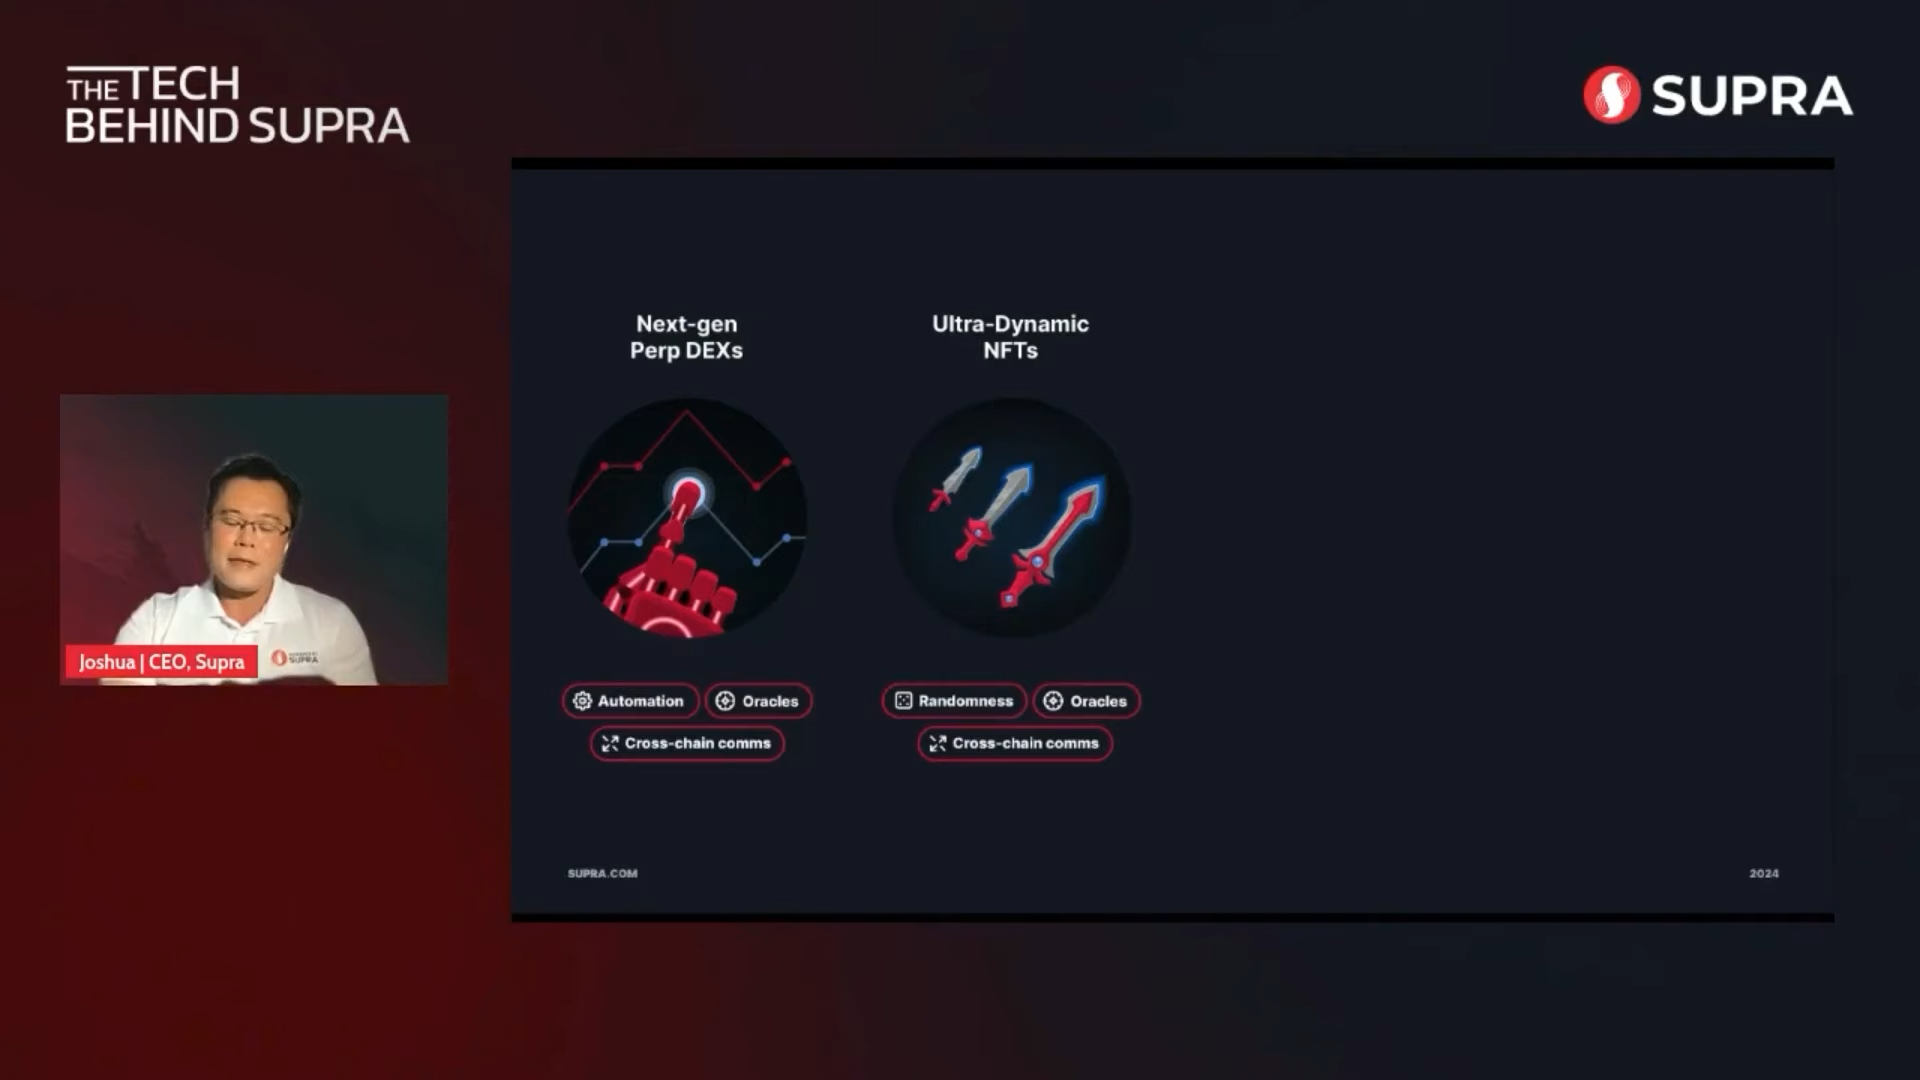 THE TECH
BEHIND SUPRA
SUPRA
Next-gen
Perp DEXs
Ultra-Dynamic
NFTs
Automation
Oracles
Cross-chain comms
Randomness
Oracles
Cross-chain comms
Joshua | CEO, Supra
SUPRA
SUPRA.COM
2024